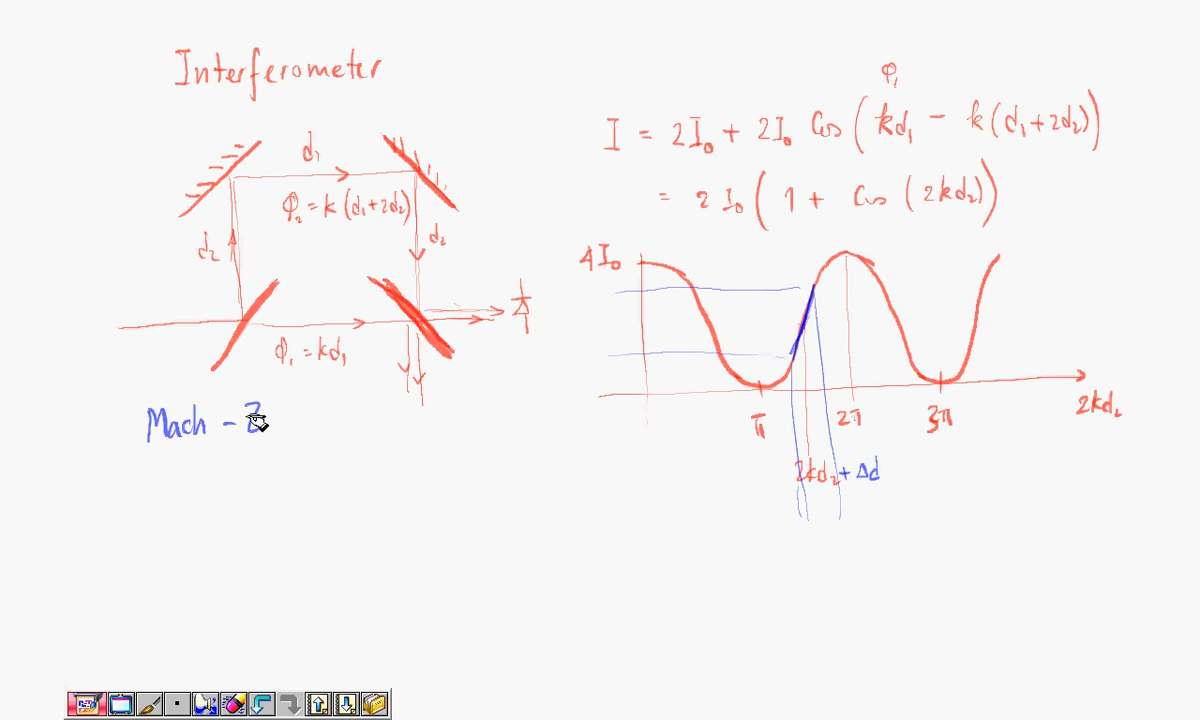 Interferometer
d₁
Φ₂ = k (d₁+2d₂)
d₂
d₂
Φ₁ = kd₁
Mach - Z
Φ₁
I = 2I₀ + 2I₀ Cos (kd₁ - k(d₁+2d₂))
= 2I₀ (1 + Cos (2kd₂))
4I₀
π
2π
3π
2kd₂
2kd₂ + Δd